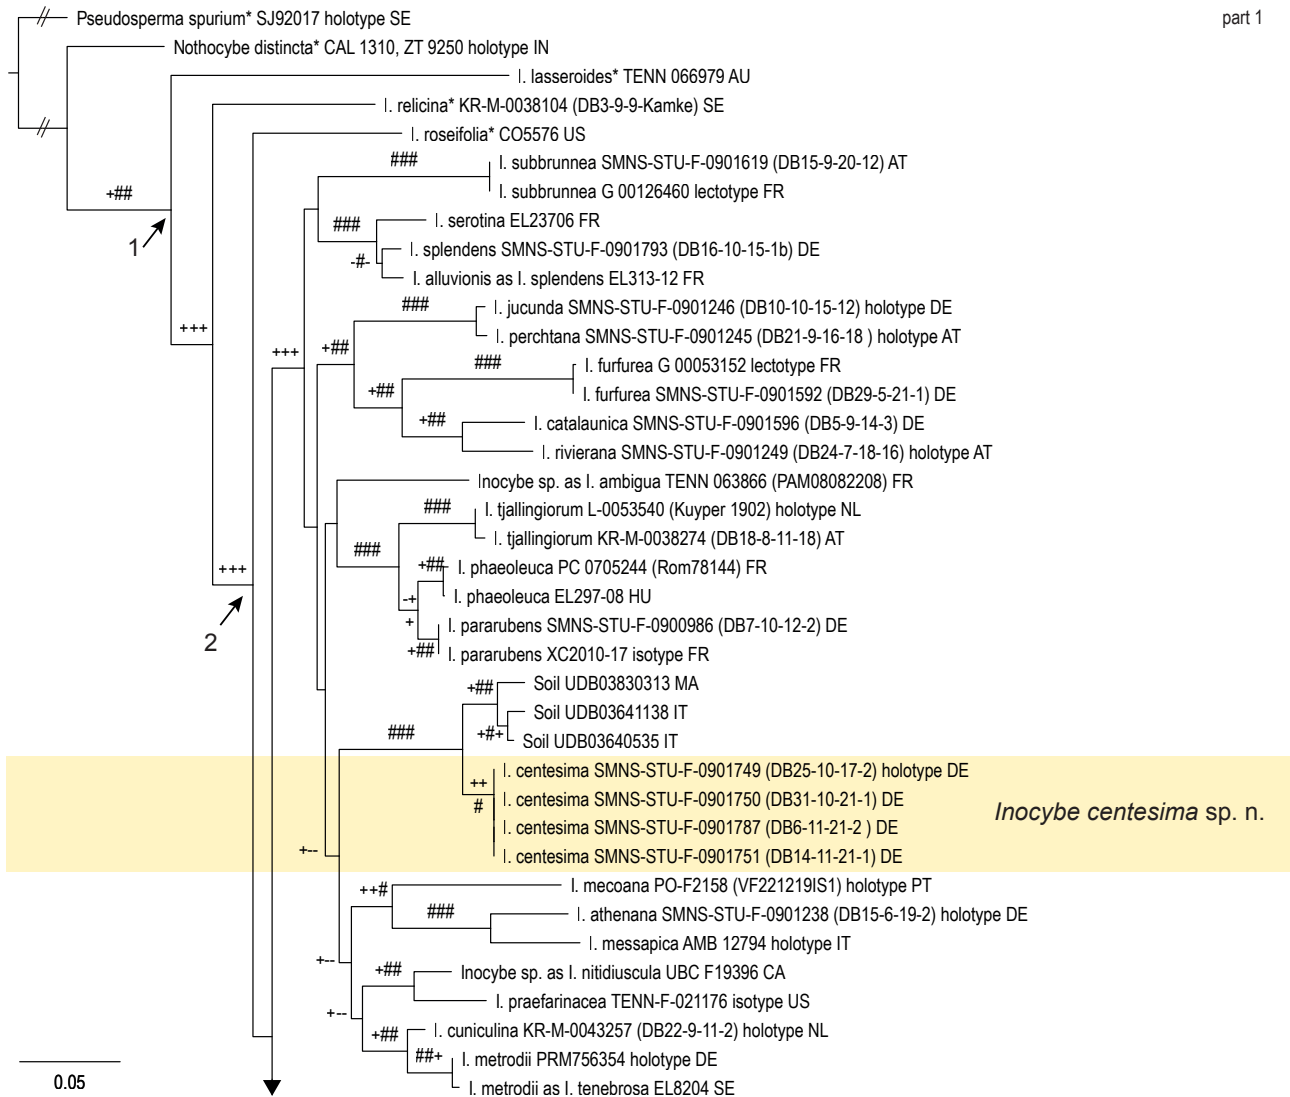 part 1
Pseudosperma spurium* SJ92017 holotype SE
Nothocybe distincta* CAL 1310, ZT 9250 holotype IN
I. lasseroides* TENN 066979 AU
I. relicina* KR-M-0038104 (DB3-9-9-Kamke) SE
I. roseifolia* CO5576 US
###
I. subbrunnea SMNS-STU-F-0901619 (DB15-9-20-12) AT
I. subbrunnea G 00126460 lectotype FR
+##
1
###
I. serotina EL23706 FR
I. splendens SMNS-STU-F-0901793 (DB16-10-15-1b) DE
-#-
I. alluvionis as I. splendens EL313-12 FR
###
I. jucunda SMNS-STU-F-0901246 (DB10-10-15-12) holotype DE
+++
I. perchtana SMNS-STU-F-0901245 (DB21-9-16-18 ) holotype AT
+++
+##
###
I. furfurea G 00053152 lectotype FR
+##
I. furfurea SMNS-STU-F-0901592 (DB29-5-21-1) DE
+##
I. catalaunica SMNS-STU-F-0901596 (DB5-9-14-3) DE
I. rivierana SMNS-STU-F-0901249 (DB24-7-18-16) holotype AT
Inocybe sp. as I. ambigua TENN 063866 (PAM08082208) FR
###
I. tjallingiorum L-0053540 (Kuyper 1902) holotype NL
I. tjallingiorum KR-M-0038274 (DB18-8-11-18) AT
###
+++
2
+##
I. phaeoleuca PC 0705244 (Rom78144) FR
I. phaeoleuca EL297-08 HU
-+
+
I. pararubens SMNS-STU-F-0900986 (DB7-10-12-2) DE
+##
I. pararubens XC2010-17 isotype FR
+##
Soil UDB03830313 MA
Soil UDB03641138 IT
###
+#+
Soil UDB03640535 IT
I. centesima SMNS-STU-F-0901749 (DB25-10-17-2) holotype DE
++
#
I. centesima SMNS-STU-F-0901750 (DB31-10-21-1) DE
Inocybe centesima sp. n.
I. centesima SMNS-STU-F-0901787 (DB6-11-21-2 ) DE
I. centesima SMNS-STU-F-0901751 (DB14-11-21-1) DE
+--
++#
I. mecoana PO-F2158 (VF221219IS1) holotype PT
###
I. athenana SMNS-STU-F-0901238 (DB15-6-19-2) holotype DE
I. messapica AMB 12794 holotype IT
+--
+##
Inocybe sp. as I. nitidiuscula UBC F19396 CA
I. praefarinacea TENN-F-021176 isotype US
+--
+##
I. cuniculina KR-M-0043257 (DB22-9-11-2) holotype NL
##+
I. metrodii PRM756354 holotype DE
I. metrodii as I. tenebrosa EL8204 SE
0.05